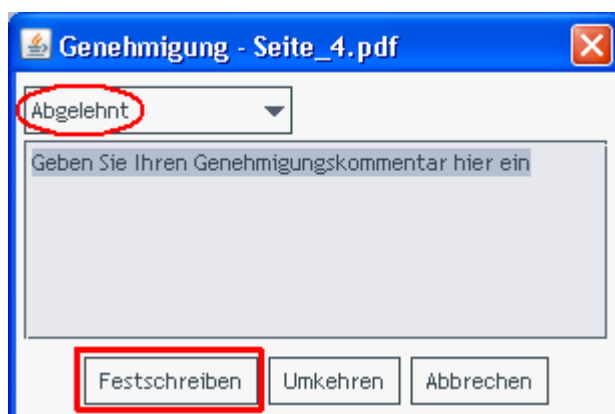 Genehmigung - Seite_4.pdf
Abgelehnt
Geben Sie Ihren Genehmigungskommentar hier ein
Festschreiben Umkehren Abbrechen